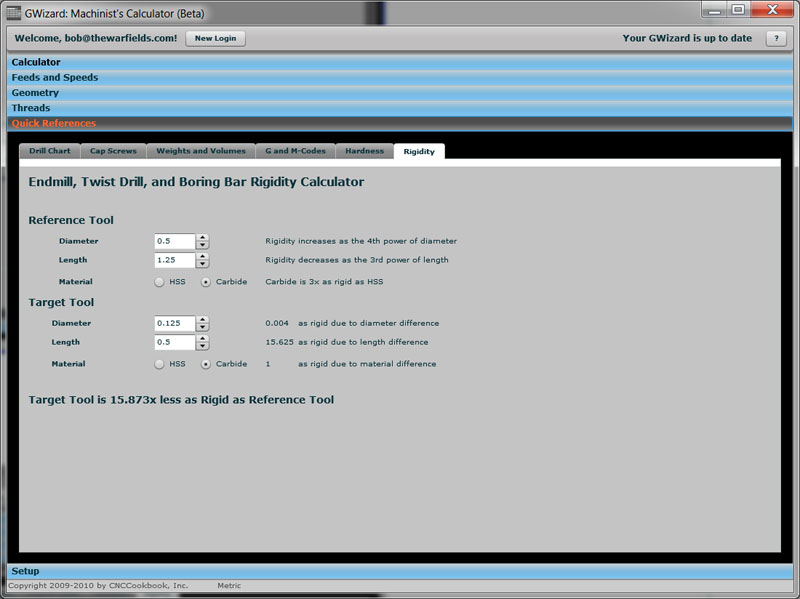 GWizard: Machinist's Calculator (Beta)
Welcome, bob@thewarfields.com! New Login Your GWizard is up to date ?
Calculator
Feeds and Speeds
Geometry
Threads
Quick References
Drill Chart Cap Screws Weights and Volumes G and M-Codes Hardness Rigidity
Endmill, Twist Drill, and Boring Bar Rigidity Calculator
Reference Tool
Diameter 0.5 Rigidity increases as the 4th power of diameter
Length 1.25 Rigidity decreases as the 3rd power of length
Material HSS Carbide Carbide is 3x as rigid as HSS
Target Tool
Diameter 0.125 0.004 as rigid due to diameter difference
Length 0.5 15.625 as rigid due to length difference
Material HSS Carbide 1 as rigid due to material difference
Target Tool is 15.873x less as Rigid as Reference Tool
Setup
Copyright 2009-2010 by CNCCookbook, Inc. Metric